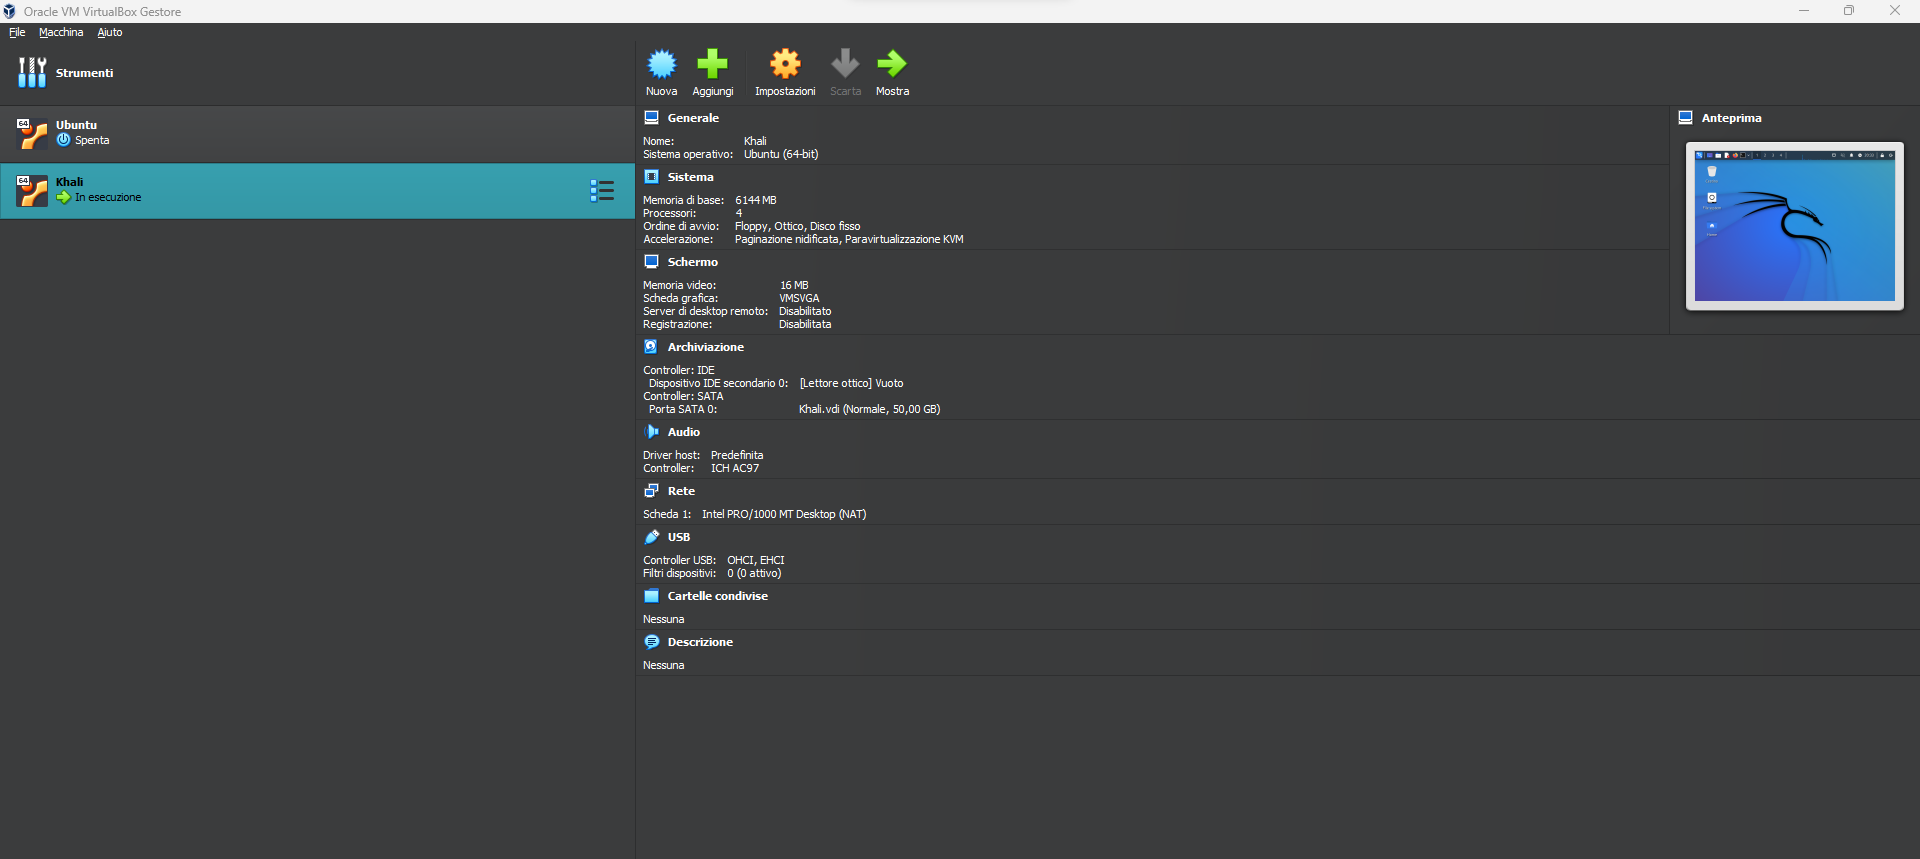 Oracle VM VirtualBox Gestore
File Macchina Aiuto
Strumenti
64 Ubuntu
Spenta
64 Khali
In esecuzione
Nuova Aggiungi Impostazioni Scarta Mostra
Generale
Nome: Khali
Sistema operativo: Ubuntu (64-bit)
Sistema
Memoria di base: 6144 MB
Processori: 4
Ordine di avvio: Floppy, Ottico, Disco fisso
Accelerazione: Paginazione nidificata, Paravirtualizzazione KVM
Schermo
Memoria video: 16 MB
Scheda grafica: VMSVGA
Server di desktop remoto: Disabilitato
Registrazione: Disabilitata
Archiviazione
Controller: IDE
Dispositivo IDE secondario 0: [Lettore ottico] Vuoto
Controller: SATA
Porta SATA 0: Khali.vdi (Normale, 50,00 GB)
Audio
Driver host: Predefinita
Controller: ICH AC97
Rete
Scheda 1: Intel PRO/1000 MT Desktop (NAT)
USB
Controller USB: OHCI, EHCI
Filtri dispositivi: 0 (0 attivo)
Cartelle condivise
Nessuna
Descrizione
Nessuna
Anteprima